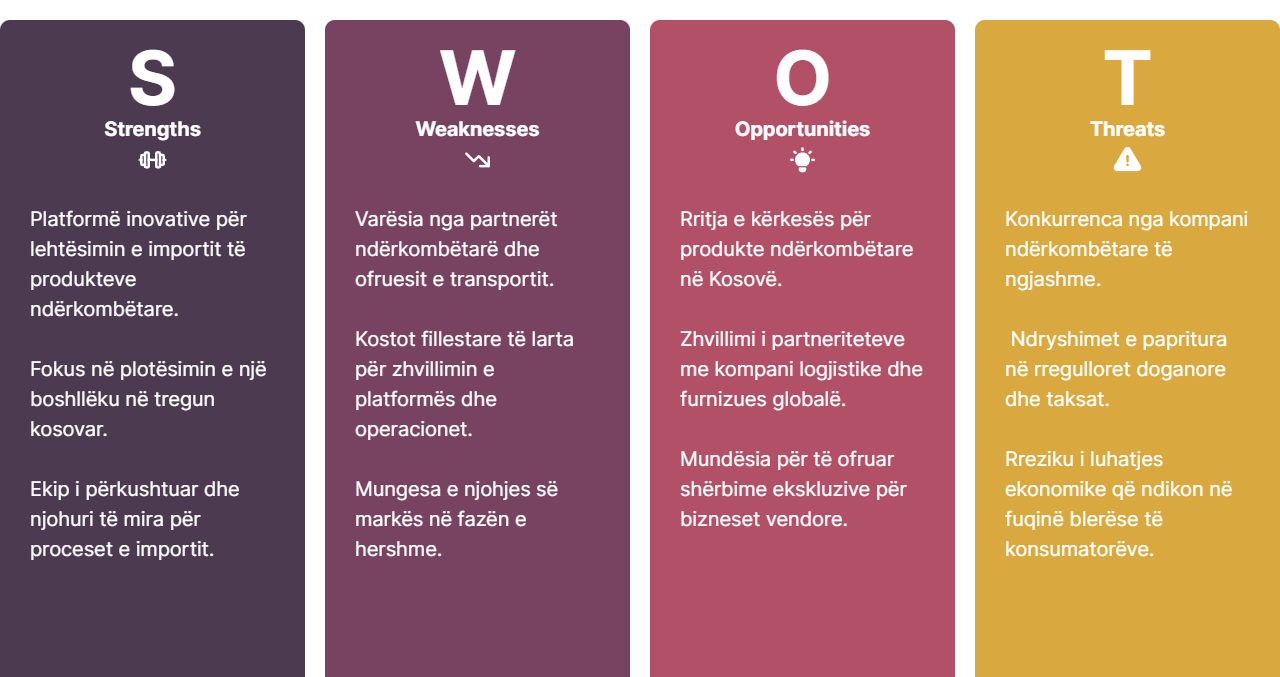 S
Strengths
Platformë inovative për
lehtësimin e importit të
produkteve
ndërkombëtare.
Fokus në plotësimin e një
boshllëku në tregun
kosovar.
Ekip i përkushtuar dhe
njohuri të mira për
proceset e importit.
W
Weaknesses
Varësia nga partnerët
ndërkombëtarë dhe
ofruesit e transportit.
Kostot fillestare të larta
për zhvillimin e
platformës dhe
operacionet.
Mungesa e njohjes së
markës në fazën e
hershme.
O
Opportunities
Rritja e kërkesës për
produkte ndërkombëtare
në Kosovë.
Zhvillimi i partneriteteve
me kompani logjistike dhe
furnizues globalë.
Mundësia për të ofruar
shërbime ekskluzive për
bizneset vendore.
T
Threats
Konkurrenca nga kompani
ndërkombëtare të
ngjashme.
Ndryshimet e papritura
në rregulloret doganore
dhe taksat.
Rreziku i luhatjes
ekonomike që ndikon në
fuqinë blerëse të
konsumatorëve.